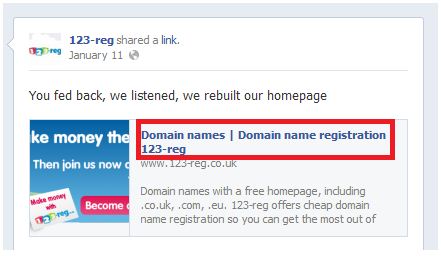 123-reg shared a link.
January 11
You fed back, we listened, we rebuilt our homepage
ke money the
Then join us now
Make
money
with
123-reg
Become a
Domain names | Domain name registration
123-reg
www.123-reg.co.uk
Domain names with a free homepage, including
.co.uk, .com, .eu. 123-reg offers cheap domain
name registration so you can get the most out of